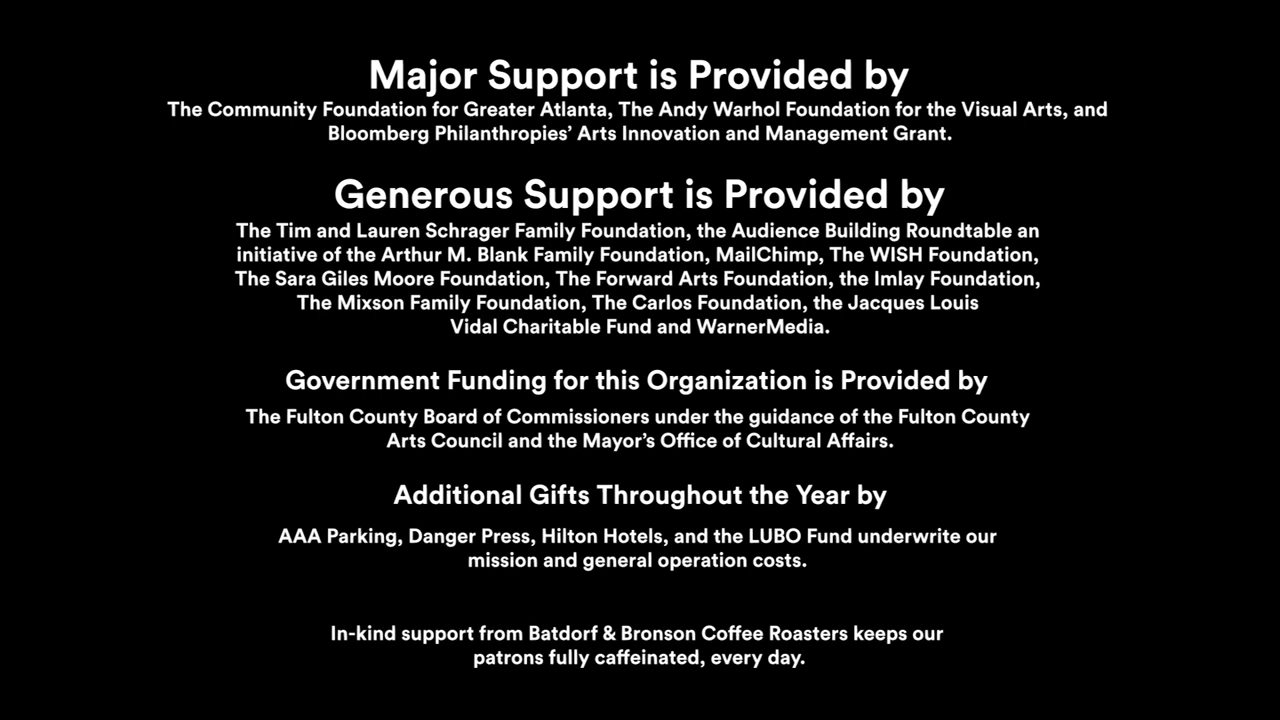 Major Support is Provided by
The Community Foundation for Greater Atlanta, The Andy Warhol Foundation for the Visual Arts, and
Bloomberg Philanthropies’ Arts Innovation and Management Grant.
Generous Support is Provided by
The Tim and Lauren Schrager Family Foundation, the Audience Building Roundtable an
initiative of the Arthur M. Blank Family Foundation, MailChimp, The WISH Foundation,
The Sara Giles Moore Foundation, The Forward Arts Foundation, the Imlay Foundation,
The Mixson Family Foundation, The Carlos Foundation, the Jacques Louis
Vidal Charitable Fund and WarnerMedia.
Government Funding for this Organization is Provided by
The Fulton County Board of Commissioners under the guidance of the Fulton County
Arts Council and the Mayor’s Office of Cultural Affairs.
Additional Gifts Throughout the Year by
AAA Parking, Danger Press, Hilton Hotels, and the LUBO Fund underwrite our
mission and general operation costs.
In-kind support from Batdorf & Bronson Coffee Roasters keeps our
patrons fully caffeinated, every day.